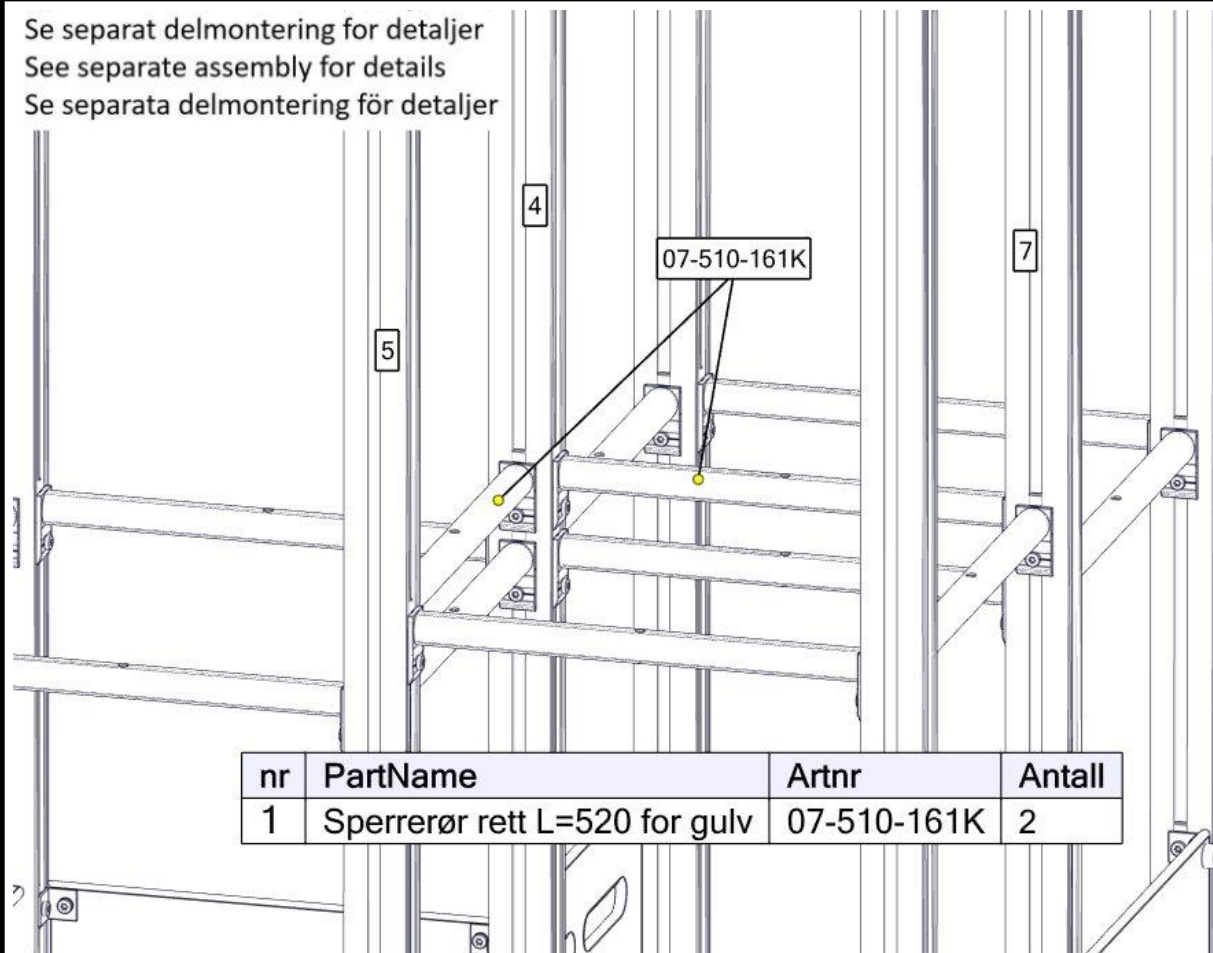 Se separat delmontering for detaljer
See separate assembly for details
Se separata delmontering för detaljer
4
07-510-161K
7
5
nr PartName Artnr Antall
1 Sperrerør rett L=520 for gulv 07-510-161K 2